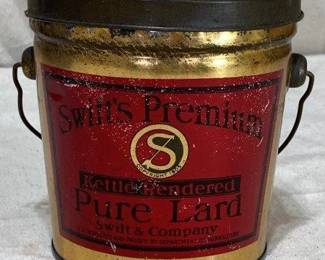 Swift's Premium
S
Kettle Rendered
Pure Lard
Swift & Company